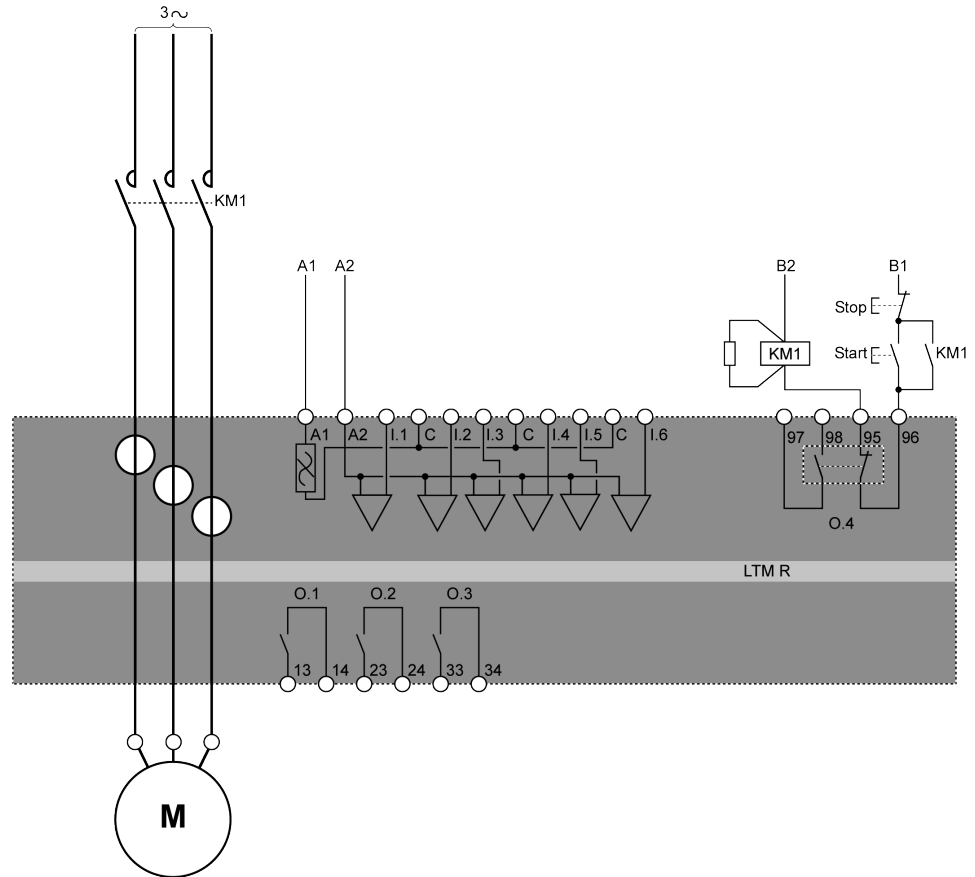 3~
KM1
A1 A2 B2 B1
Stop
KM1 Start KM1
A1 A2 I.1 C I.2 I.3 C I.4 I.5 C I.6 97 98 95 96
O.4
LTM R
O.1 O.2 O.3
13 14 23 24 33 34
M